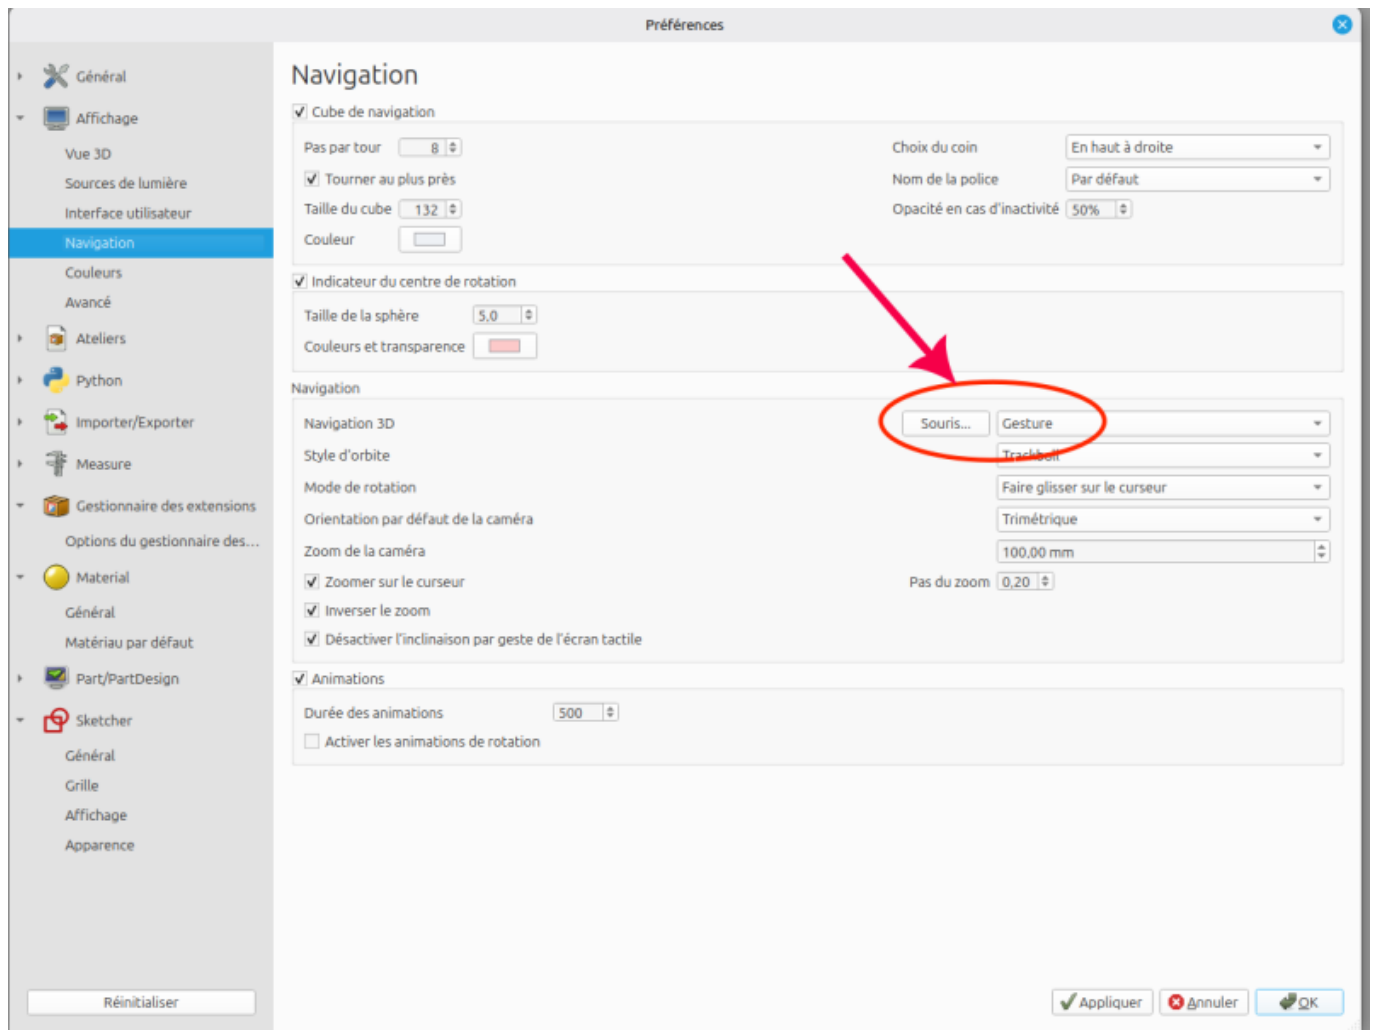 Préférences
Général
Affichage
Vue 3D
Sources de lumière
Interface utilisateur
Navigation
Couleurs
Avancé
Ateliers
Python
Importer/Exporter
Measure
Gestionnaire des extensions
Options du gestionnaire des...
Material
Général
Matériau par défaut
Part/PartDesign
Sketcher
Général
Grille
Affichage
Apparence
Réinitialiser
Navigation
Cube de navigation
Pas par tour 8 Choix du coin En haut à droite
Tourner au plus près Nom de la police Par défaut
Taille du cube 132 Opacité en cas d'inactivité 50%
Couleur
Indicateur du centre de rotation
Taille de la sphère 5,0
Couleurs et transparence
Navigation
Navigation 3D Souris... Gesture
Style d'orbite Trackball
Mode de rotation Faire glisser sur le curseur
Orientation par défaut de la caméra Trimétrique
Zoom de la caméra 100,00 mm
Zoomer sur le curseur Pas du zoom 0,20
Inverser le zoom
Désactiver l'inclinaison par geste de l'écran tactile
Animations
Durée des animations 500
Activer les animations de rotation
Appliquer Annuler OK